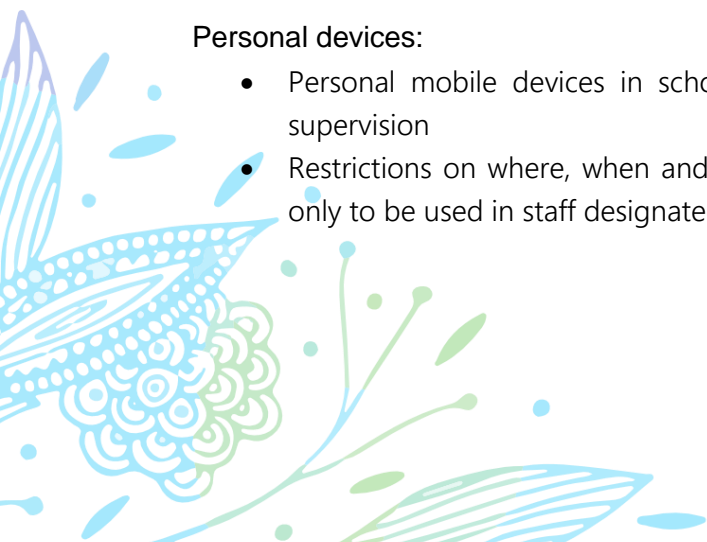 Personal devices:
• Personal mobile devices in scho
supervision
• Restrictions on where, when and
only to be used in staff designate